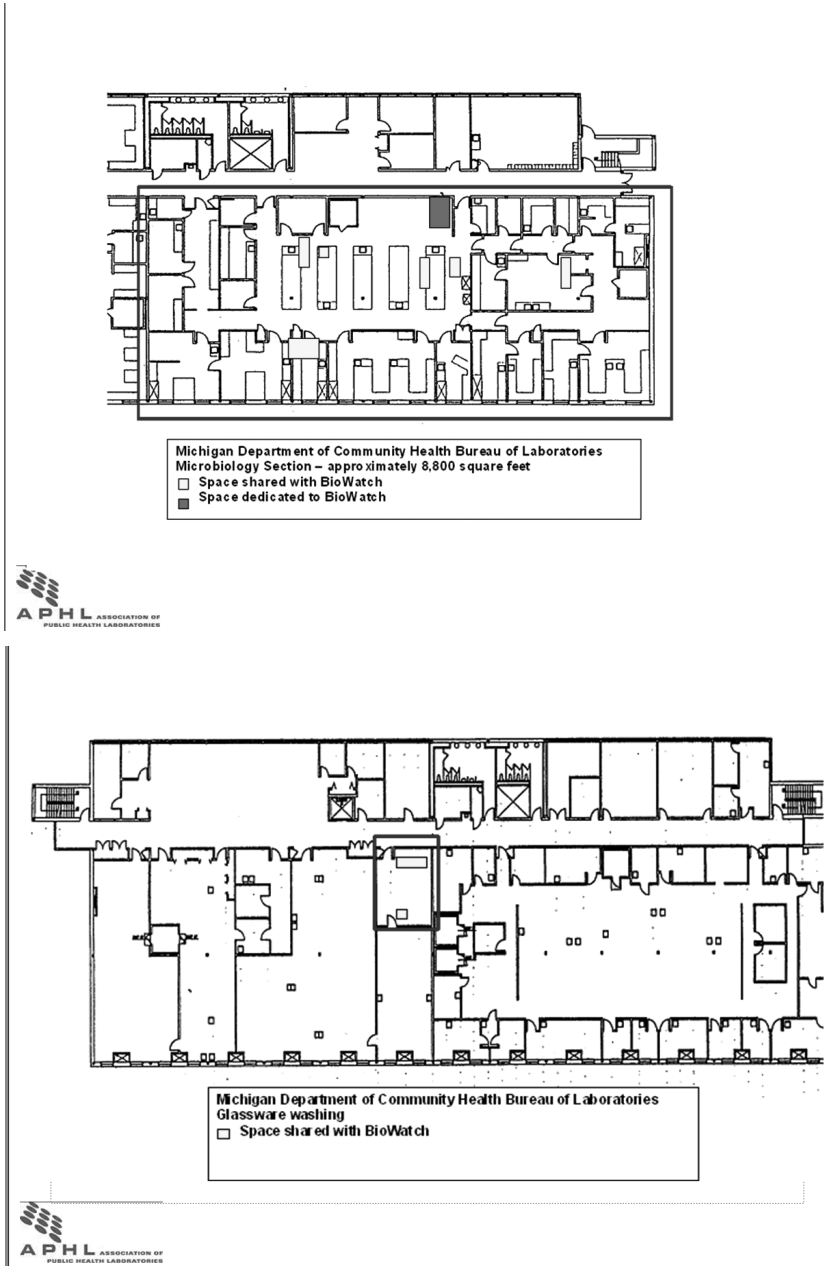 Michigan Department of Community Health Bureau of Laboratories
Microbiology Section – approximately 8,800 square feet
Space shared with BioWatch
Space dedicated to BioWatch
APHL ASSOCIATION OF
PUBLIC HEALTH LABORATORIES
Michigan Department of Community Health Bureau of Laboratories
Glassware washing
Space shared with BioWatch
APHL ASSOCIATION OF
PUBLIC HEALTH LABORATORIES